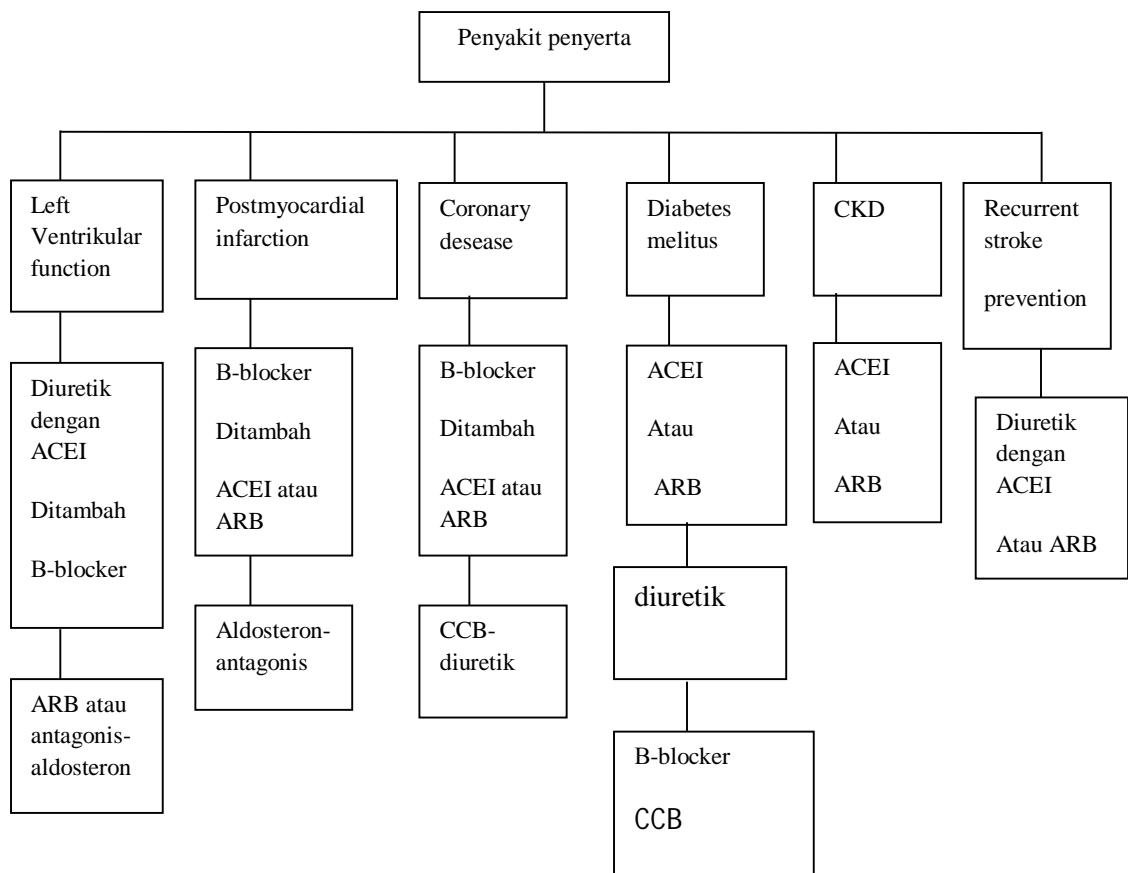 Penyakit penyerta
Left
Ventrikular
function
Postmyocardial
infarction
Coronary
desease
Diabetes
melitus
CKD
Recurrent
stroke
prevention
Diuretik
dengan
ACEI
Ditambah
B-blocker
B-blocker
Ditambah
ACEI atau
ARB
B-blocker
Ditambah
ACEI atau
ARB
ACEI
Atau
ARB
ACEI
Atau
ARB
Diuretik
dengan
ACEI
Atau ARB
ARB atau
antagonis-
aldosteron
Aldosteron-
antagonis
CCB-
diuretik
diuretik
B-blocker
CCB